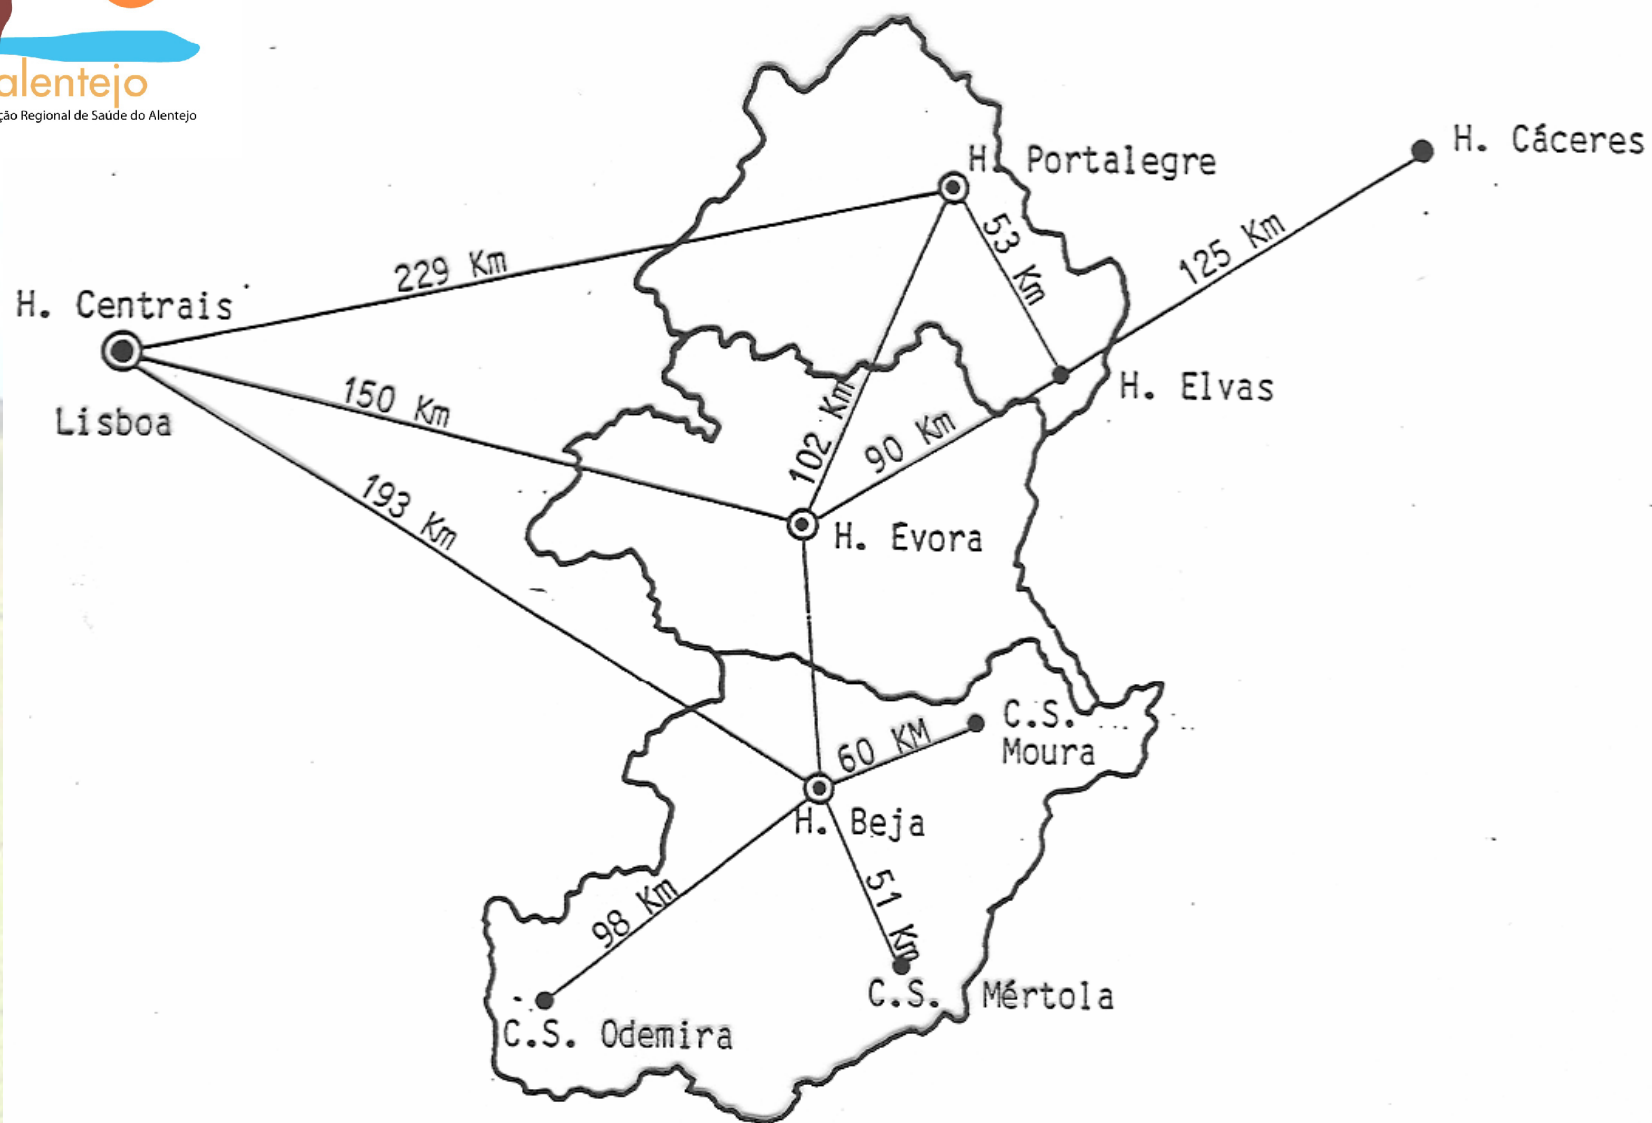 alentejo
ção Regional de Saúde do Alentejo
H. Portalegre
H. Cáceres
53 Km
125 Km
229 Km
H. Centrais
Lisboa
150 Km
H. Elvas
102 Km
90 Km
193 Km
H. Evora
C.S.
Moura
60 KM
H. Beja
51 Km
98 Km
C.S. Mértola
C.S. Odemira